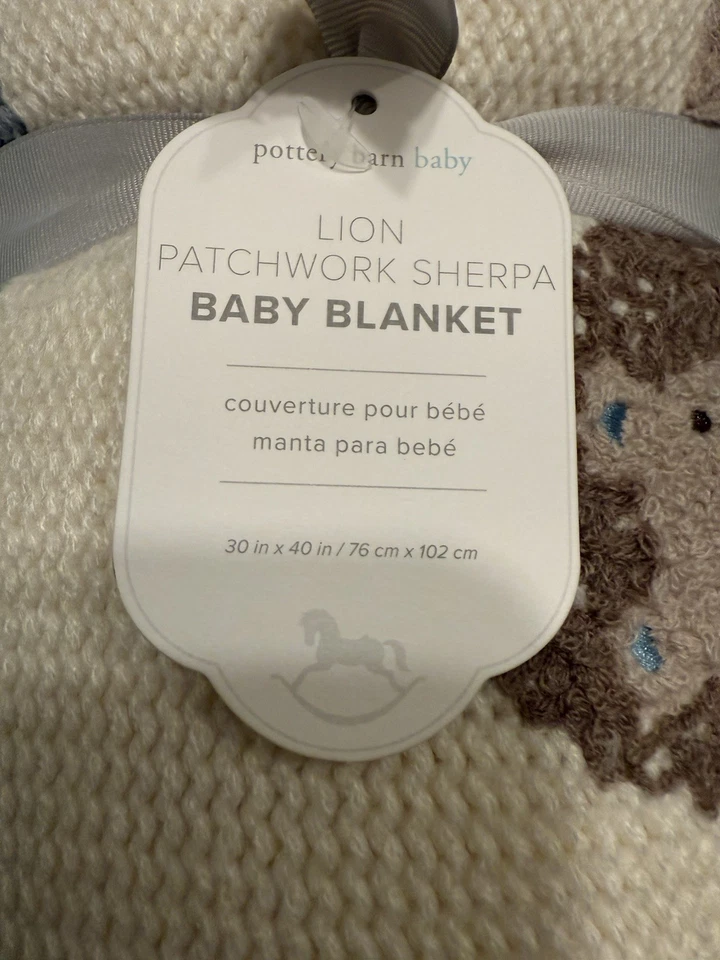 pottery barn baby
LION
PATCHWORK SHERPA
BABY BLANKET
couverture pour bébé
manta para bebé
30 in x 40 in / 76 cm x 102 cm